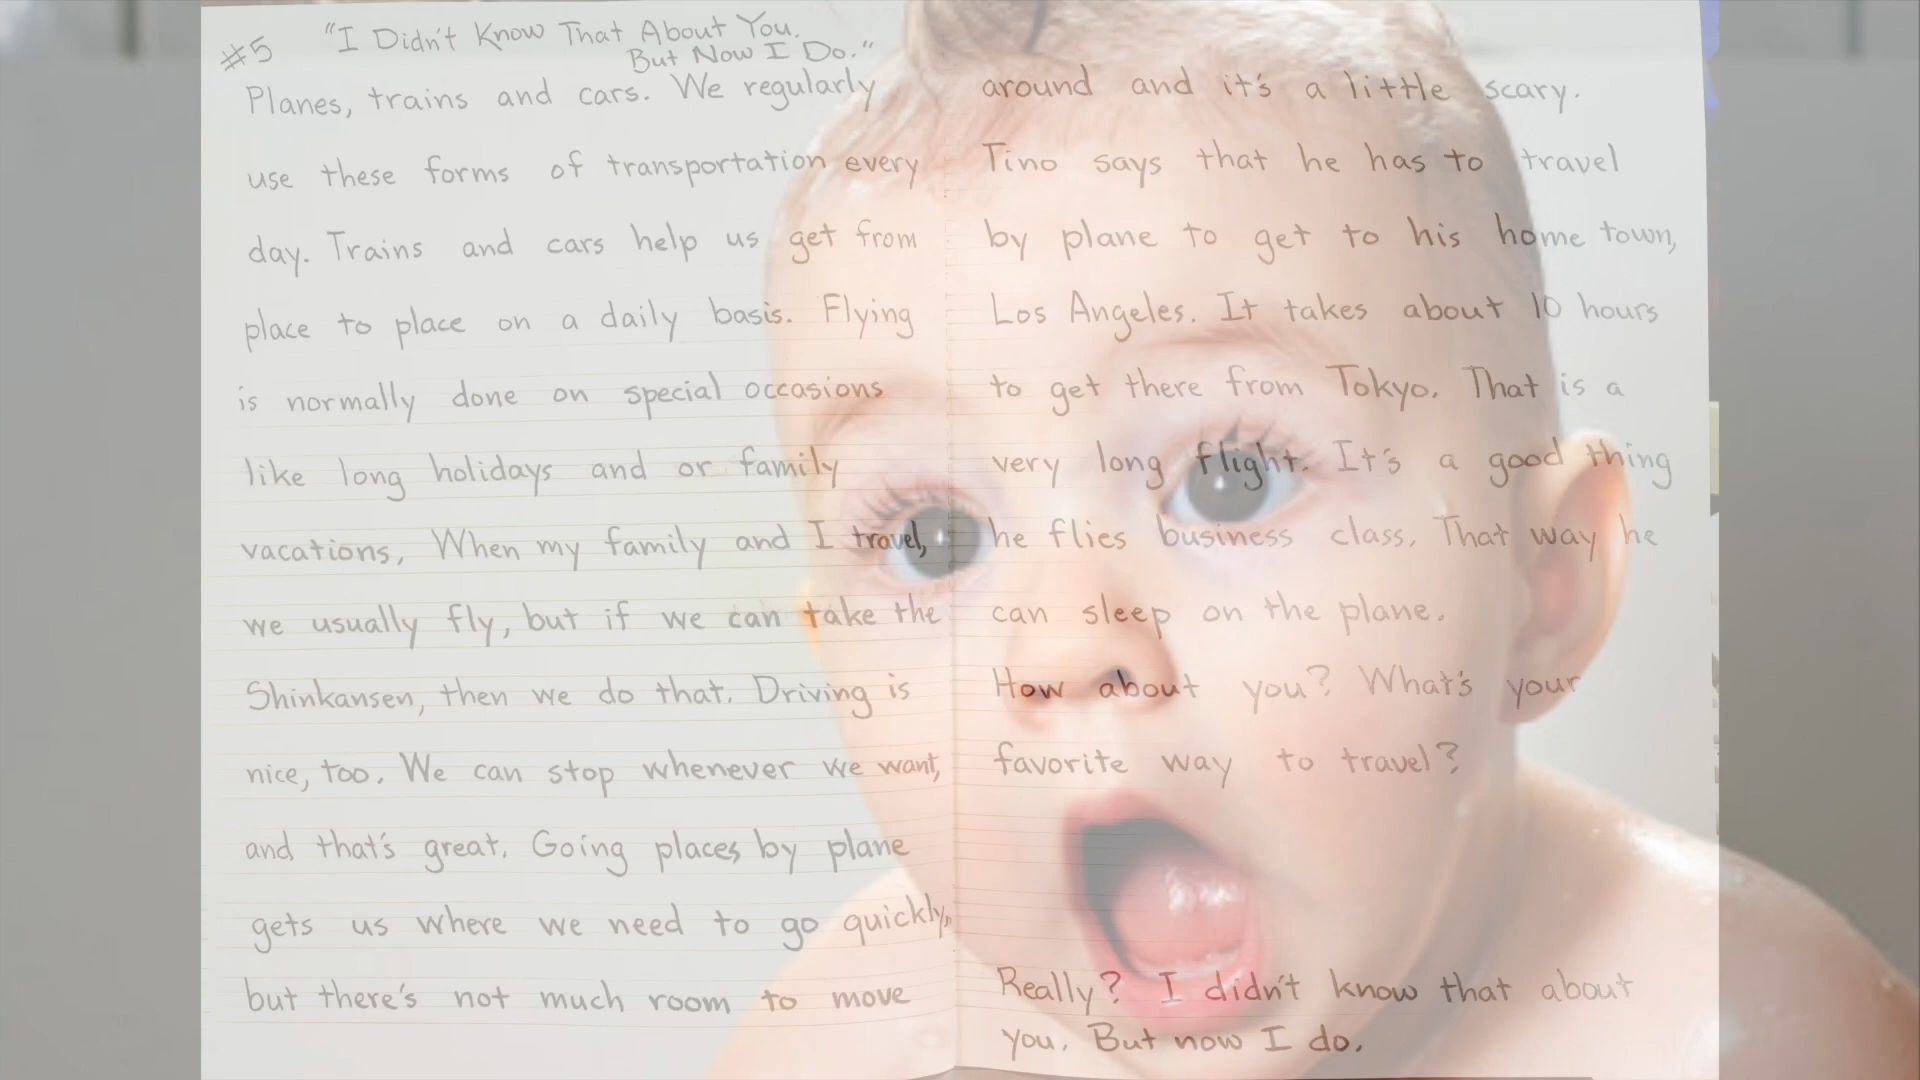 #5 "I Didn't Know That About You.
But Now I Do."
Planes, trains and cars. We regularly
use these forms of transportation every
day. Trains and cars help us get from
place to place on a daily basis. Flying
is normally done on special occasions
like long holidays and or family
vacations. When my family and I travel,
we usually fly, but if we can take the
Shinkansen, then we do that. Driving is
nice, too. We can stop whenever we want,
and that's great. Going places by plane
gets us where we need to go quickly,
but there's not much room to move
around and it's a little scary.
Tino says that he has to travel
by plane to get to his home town,
Los Angeles. It takes about 10 hours
to get there from Tokyo. That is a
very long flight. It's a good thing
he flies business class. That way he
can sleep on the plane.
How about you? What's your
favorite way to travel?
Really? I didn't know that about
you. But now I do.